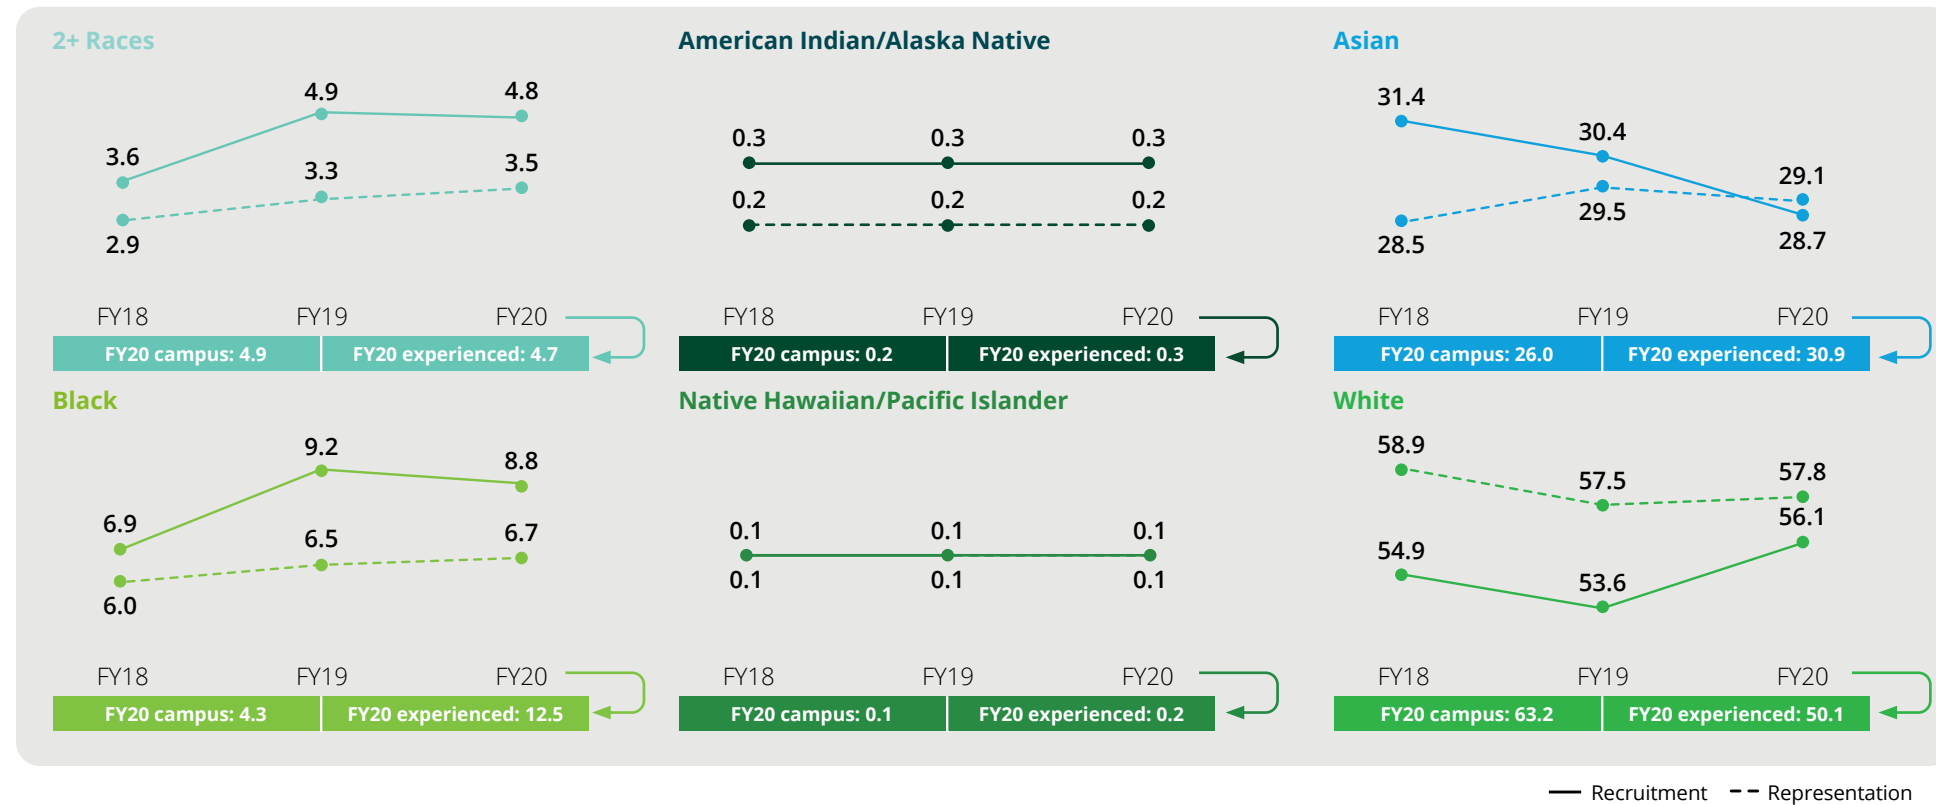 2+ Races
3.6
4.9
4.8
2.9
3.3
3.5
FY18 FY19 FY20
FY20 campus: 4.9 FY20 experienced: 4.7
American Indian/Alaska Native
0.3 0.3 0.3
0.2 0.2 0.2
FY18 FY19 FY20
FY20 campus: 0.2 FY20 experienced: 0.3
Asian
31.4
30.4
29.1
28.5
29.5
28.7
FY18 FY19 FY20
FY20 campus: 26.0 FY20 experienced: 30.9
Black
6.9
9.2
8.8
6.0
6.5
6.7
FY18 FY19 FY20
FY20 campus: 4.3 FY20 experienced: 12.5
Native Hawaiian/Pacific Islander
0.1 0.1 0.1
0.1 0.1 0.1
FY18 FY19 FY20
FY20 campus: 0.1 FY20 experienced: 0.2
White
58.9
57.5
57.8
54.9
53.6
56.1
FY18 FY19 FY20
FY20 campus: 63.2 FY20 experienced: 50.1
Recruitment Representation